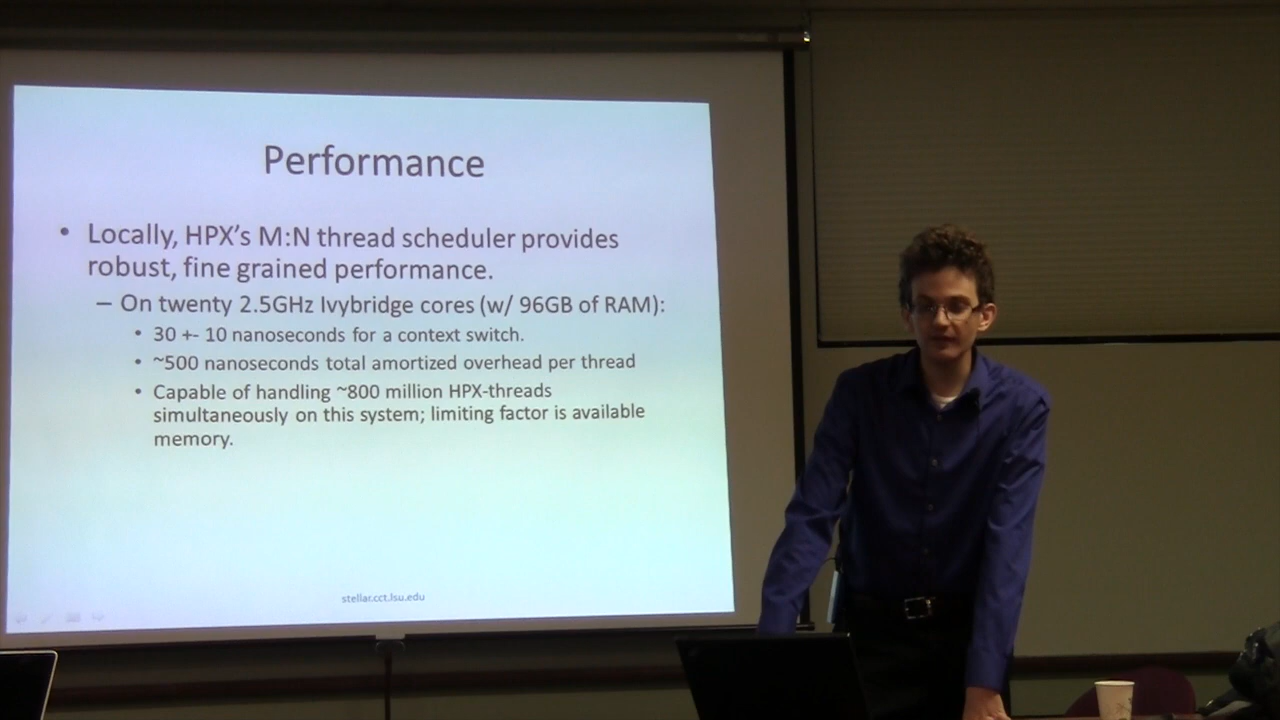 Performance
• Locally, HPX's M:N thread scheduler provides
robust, fine grained performance.
– On twenty 2.5GHz Ivybridge cores (w/ 96GB of RAM):
• 30 +- 10 nanoseconds for a context switch.
• ~500 nanoseconds total amortized overhead per thread
• Capable of handling ~800 million HPX-threads
simultaneously on this system; limiting factor is available
memory.
stellar.cct.lsu.edu